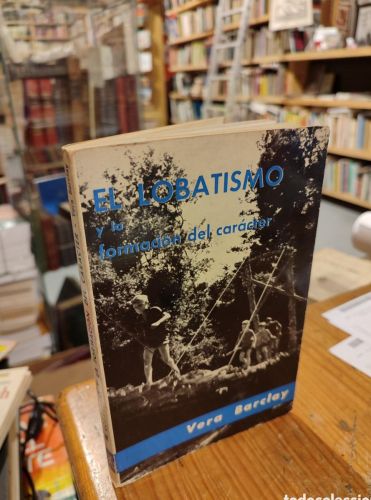 EL LOBATISMO
y la
formación del carácter
Vera Barclay
todocoleccion